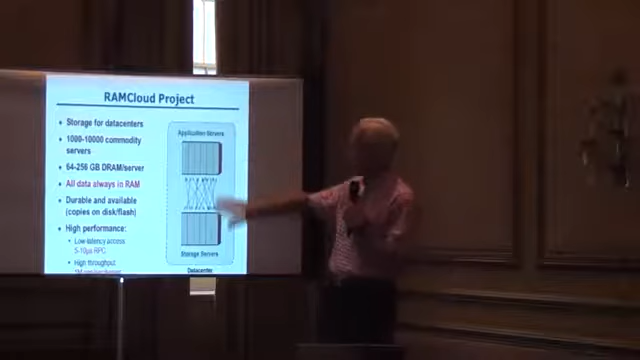 RAMCloud Project
• Storage for datacenters
• 1000-10000 commodity
servers
• 64-256 GB DRAM/server
• All data always in RAM
• Durable and available
(copies on disk/flash)
• High performance:
• Low-latency access
5-10µs RPC
• High throughput
Application Servers
Storage Servers
Datacenter